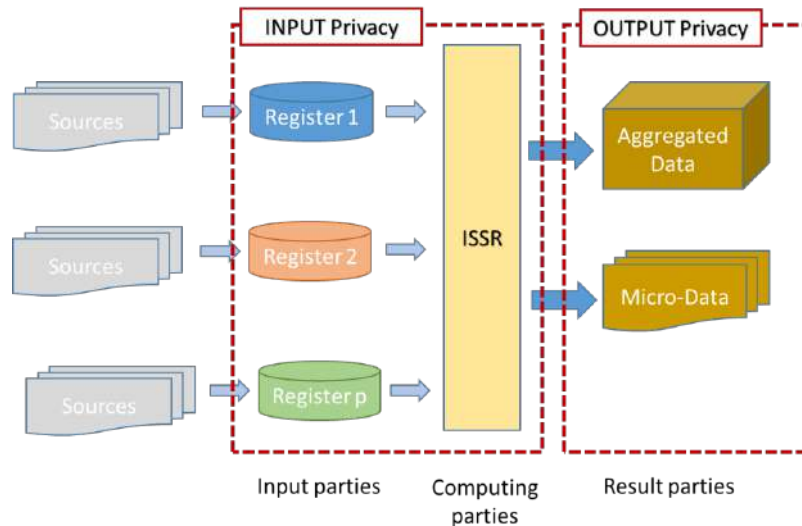 INPUT Privacy
OUTPUT Privacy
Sources
Register 1
Aggregated
Data
Sources
Register 2
ISSR
Micro-Data
Sources
Register p
Input parties
Computing
parties
Result parties